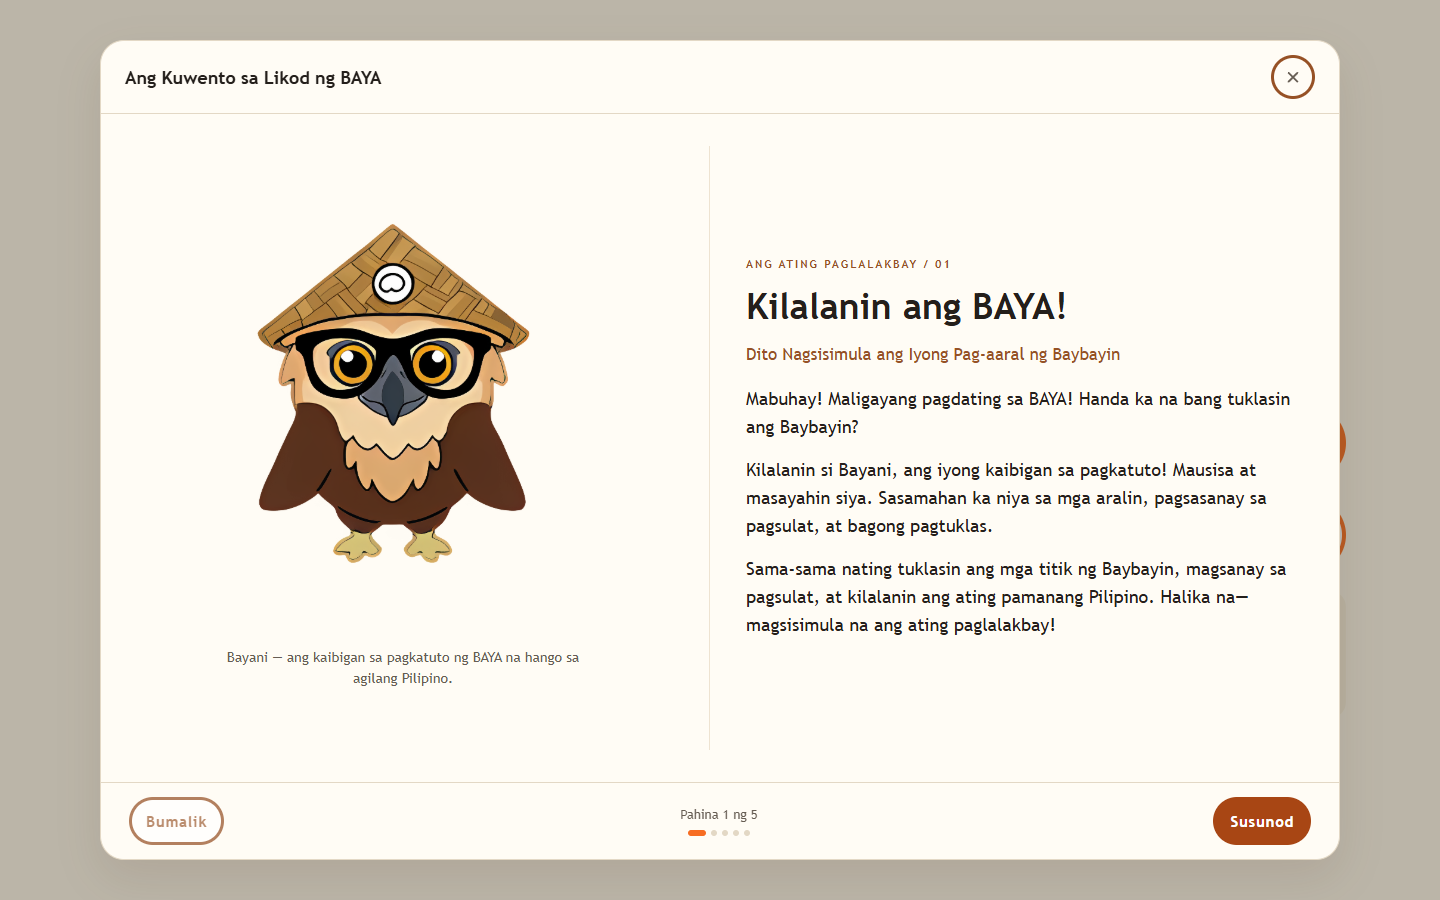 Ang Kuwento sa Likod ng BAYA
ANG ATING PAGLALAKBAY / 01
Kilalanin ang BAYA!
Dito Nagsisimula ang Iyong Pag-aaral ng Baybayin
Mabuhay! Maligayang pagdating sa BAYA! Handa ka na bang tuklasin
ang Baybayin?
Kilalanin si Bayani, ang iyong kaibigan sa pagkatuto! Mausisa at
masayahin siya. Sasamahan ka niya sa mga aralin, pagsasanay sa
pagsulat, at bagong pagtuklas.
Sama-sama nating tuklasin ang mga titik ng Baybayin, magsanay sa
pagsulat, at kilalanin ang ating pamanang Pilipino. Halika na—
magsisimula na ang ating paglalakbay!
Bayani — ang kaibigan sa pagkatuto ng BAYA na hango sa
agilang Pilipino.
Bumalik
Pahina 1 ng 5
Susunod